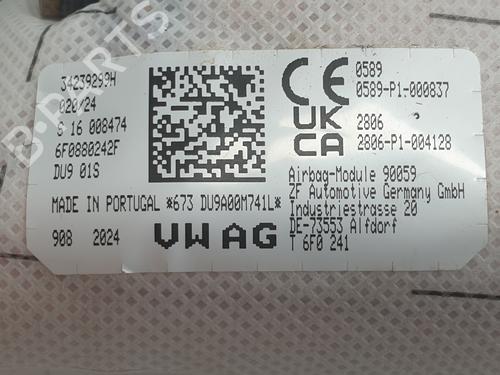 34239299H
020/24
S 16 008474
6F0880242F
DU9 01S
MADE IN PORTUGAL *673 DU9A00M741L*
908 2024
VW AG
CE
0589
0589-P1-000837
UK
CA
2806
2806-P1-004128
Airbag-Module 90059
ZF Automotive Germany GmbH
Industriestrasse 20
DE-73553 Alfdorf
T 6F0 241
B-PARTS